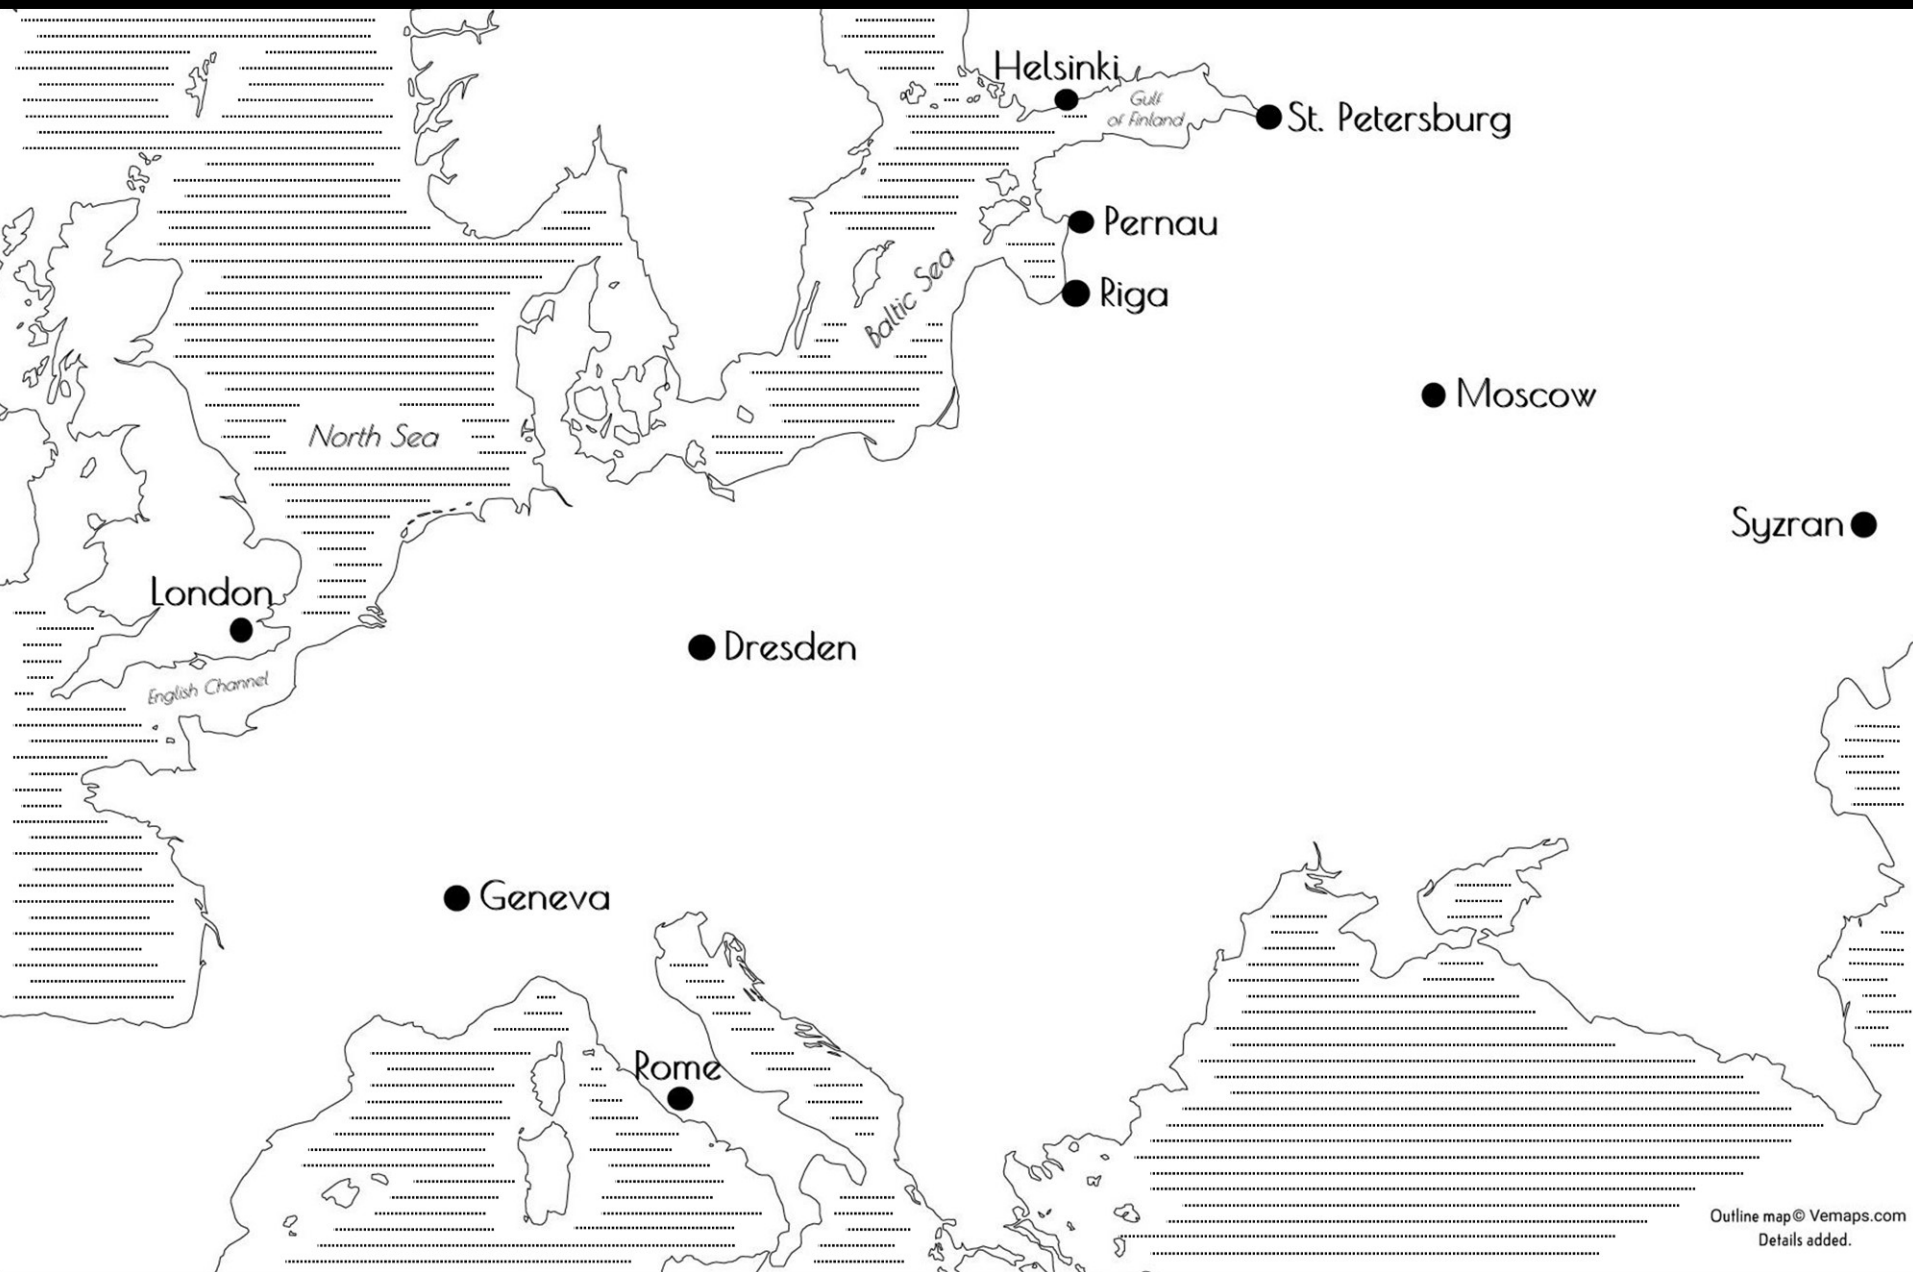 Helsinki
Gulf
of Finland
St. Petersburg
Pernau
Baltic Sea
Riga
Moscow
North Sea
Syzran
London
Dresden
English Channel
Geneva
Rome
Outline map© Vemaps.com
Details added.